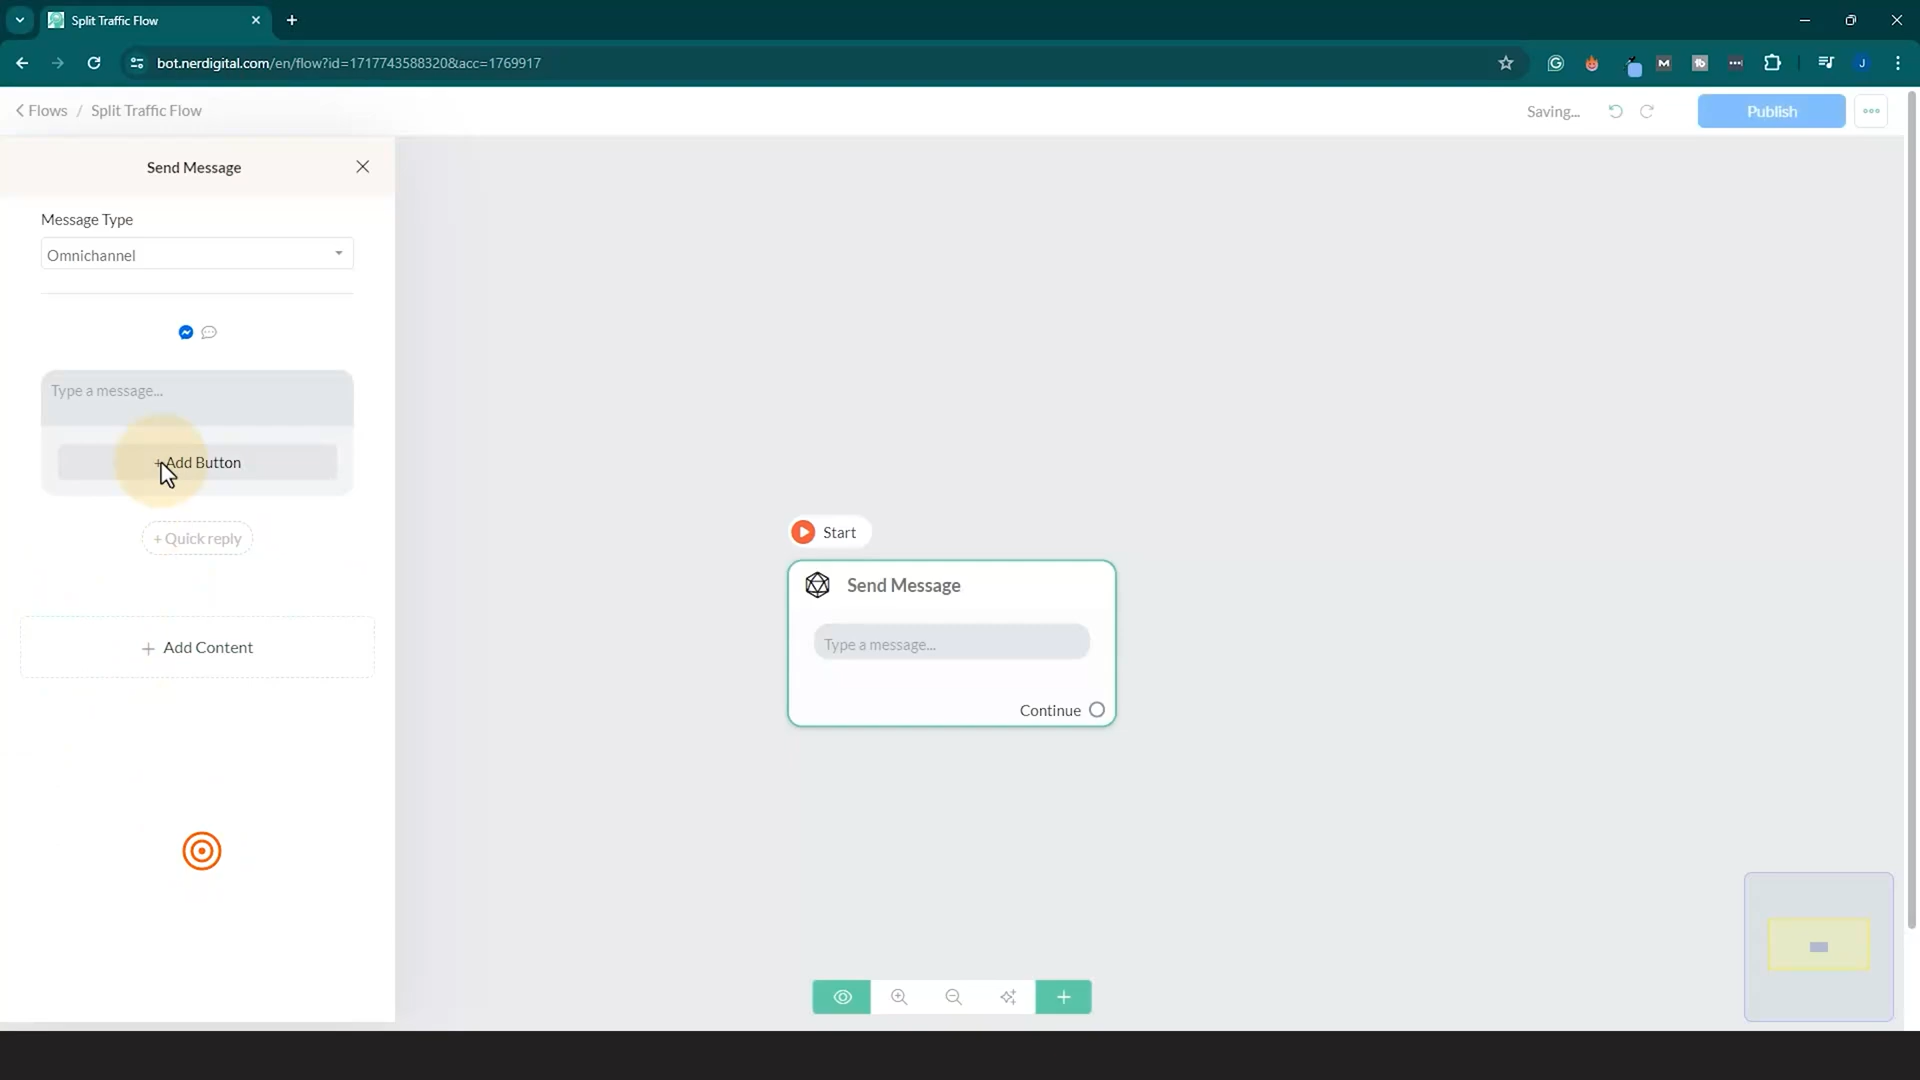 Split Traffic Flow
bot.nerdigital.com/en/flow?id=1717743588320&acc=1769917
Flows / Split Traffic Flow
Saving...
Publish
Send Message
Message Type
Omnichannel
Type a message...
+ Add Button
+ Quick reply
+ Add Content
Start
Send Message
Type a message...
Continue